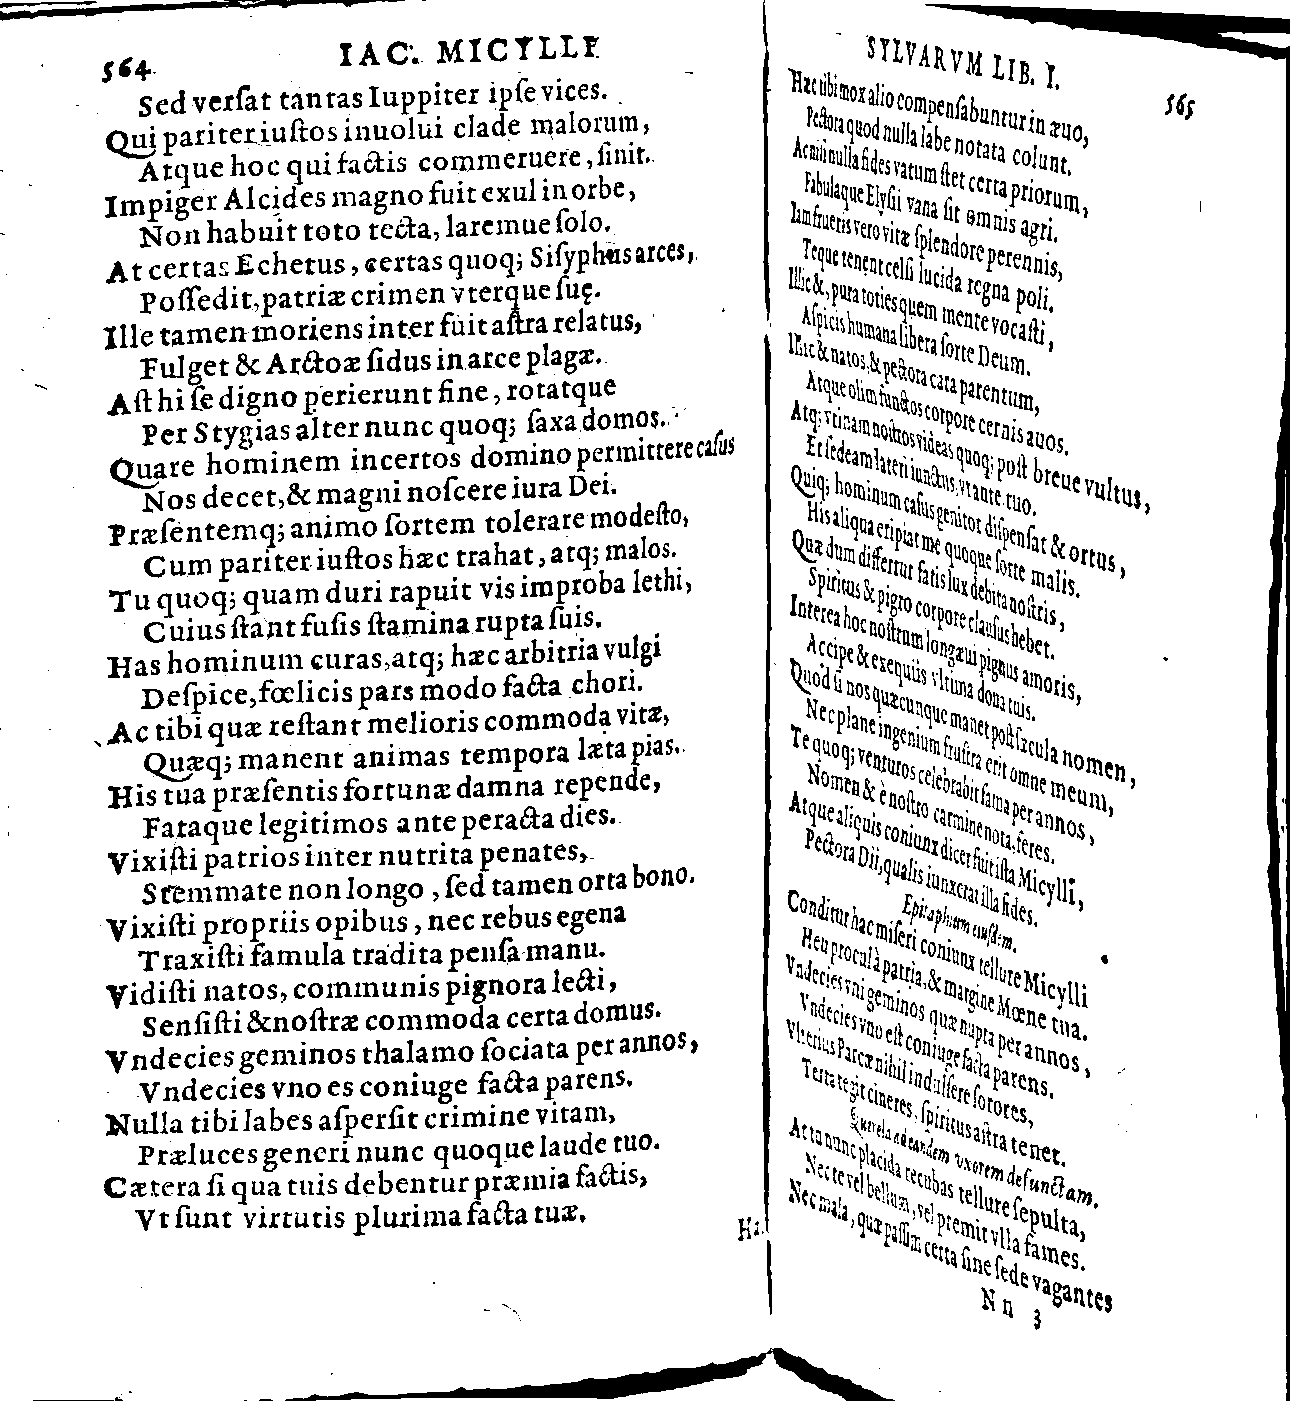 564 IAC. MICYLLI
Sed verſat tantas Iuppiter ipſe vices.
Qui pariter iuſtos inuolui clade malorum,
Atque hoc qui factis commeruere, ſinit.
Impiger Alcides magno fuit exul in orbe,
Non habuit toto tecta, laremue ſolo.
At certas Echetus, certas quoq; Siſyphus arces,
Poſſedit, patriæ crimen vterque ſuę.
Ille tamen moriens inter fuit aſtra relatus,
Fulget & Arctoæ ſidus in arce plagæ.
Aſt hi ſe digno perierunt fine, rotatque
Per Stygias alter nunc quoq; ſaxa domos.
Quare hominem incertos domino permittere caſus
Nos decet, & magni noſcere iura Dei.
Præſentemq; animo ſortem tolerare modeſto,
Cum pariter iuſtos hæc trahat, atq; malos.
Tu quoq; quam duri rapuit vis improba lethi,
Cuius ſtant fuſis ſtamina rupta ſuis.
Has hominum curas, atq; hæc arbitria vulgi
Deſpice, fœlicis pars modo facta chori.
Ac tibi quæ reſtant melioris commoda vitæ,
Quæq; manent animas tempora læta pias.
His tua præſentis fortunæ damna repende,
Fataque legitimos ante peracta dies.
Vixiſti patrios inter nutrita penates,
Stemmate non longo, ſed tamen orta bono.
Vixiſti propriis opibus, nec rebus egena
Traxiſti famula tradita penſa manu.
Vidiſti natos, communis pignora lecti,
Senſiſti & noſtræ commoda certa domus.
Vndecies geminos thalamo ſociata per annos,
Vndecies vno es coniuge facta parens.
Nulla tibi labes aſperſit crimine vitam,
Præluces generi nunc quoque laude tuo.
Cætera ſi qua tuis debentur præmia factis,
Vt ſunt virtutis plurima facta tuæ.
Hæ.
SYLVARVM LIB. I. 565
Hæc tibi mox alio compenſabuntur in æuo,
Pectora quod nulla labe notata colunt.
Ac mihi nulla fides vatum ſtet certa priorum,
Fabulaque Elyſii vana ſit omnis agri.
Iam frueris vero vitæ ſplendore perennis,
Teque tenent celſi lucida regna poli.
Illic &, pura toties quem mente vocaſti,
Aſpicis humana libera ſorte Deum.
Illic & natos, & pectora cara parentum,
Atque olim functos corpore cernis auos.
Atq; vtinam noſtros videas quoq; poſt breue vultus,
Et ſedeam lateri iunctus, vt ante, tuo.
Quiq; hominum caſus genitor diſpenſat & ortus,
His aliqua eripiat me quoque ſorte malis.
Quæ dum differtur fatis lux debita noſtris,
Spiritus & pigro corpore clauſus hebet.
Interea hoc noſtrum longæui pignus amoris,
Accipe & exequiis vltima dona tuis.
Quod ſi nos quæcunque manet poſt ſæcula nomen,
Nec plane ingenium fruſtra erit omne meum,
Te quoq; venturos celebrabit fama per annos,
Nomen & è noſtro carmine nota feres.
Atque aliquis coniunx dicet fuit iſta Micylli,
Pectora Dii, qualis iunxerat illa fides.
Epitaphium eiuſdem.
Conditur hac miſeri coniunx tellure Micylli
Heu procul à patria, & margine Mœne tua.
Vndecies vni geminos quæ nupta per annos,
Vndecies vno eſt coniuge facta parens.
Vlterius Parcæ nihil indulſere ſorores,
Terra tegit cineres, ſpiritus aſtra tenet.
Querela ad eandem vxorem defunctam.
At tu nunc placida recubas tellure ſepulta,
Nec te vel bellum, vel premit vlla fames.
Nec mala, quæ paſſim certa ſine ſede vagantes
Nn 3